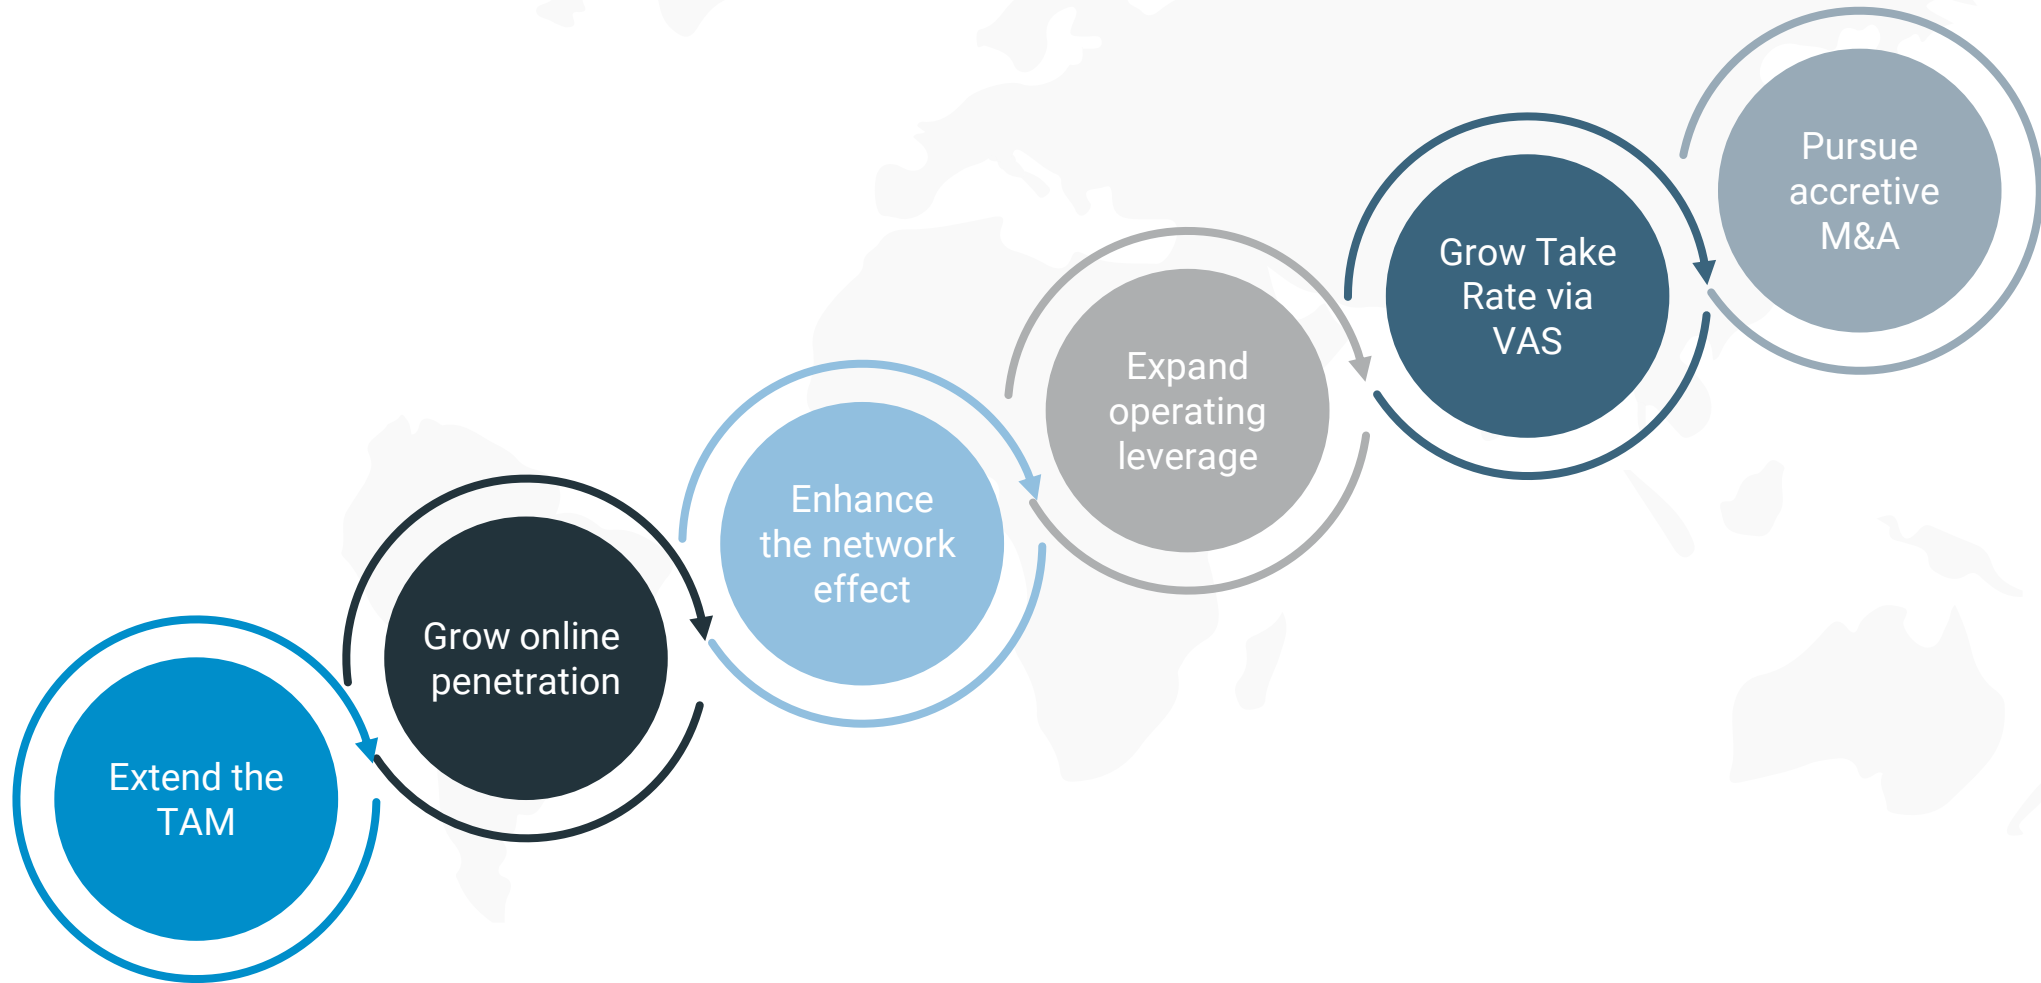 Extend the
TAM
Grow online
penetration
Enhance
the network
effect
Expand
operating
leverage
Grow Take
Rate via
VAS
Pursue
accretive
M&A